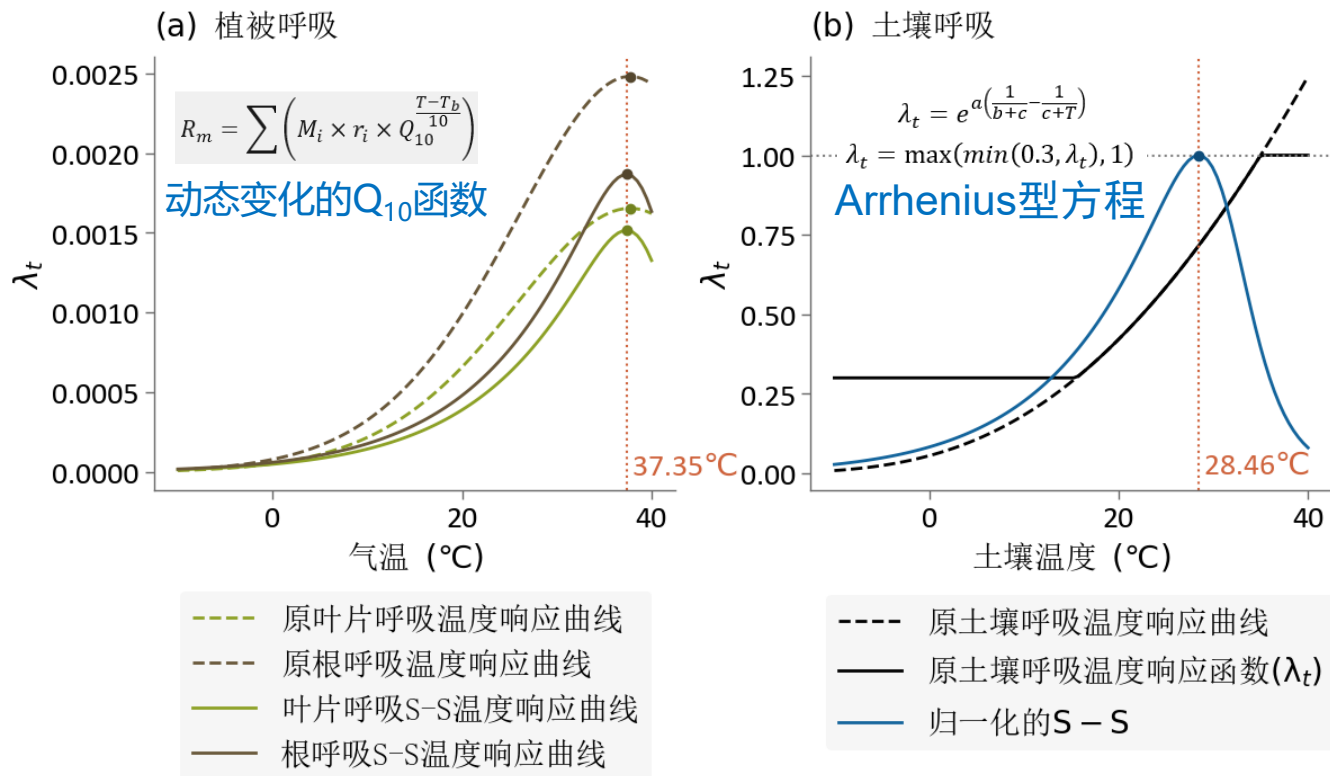 (a) 植被呼吸
0.0025
0.0020
0.0015
0.0010
0.0005
0.0000
λt
R_m = ∑(M_i × r_i × Q_10^((T−T_b)/10))
动态变化的Q10函数
37.35℃
0 20 40
气温 (℃)
原叶片呼吸温度响应曲线
原根呼吸温度响应曲线
叶片呼吸S-S温度响应曲线
根呼吸S-S温度响应曲线
(b) 土壤呼吸
1.25
1.00
0.75
0.50
0.25
0.00
λt
λ_t = e^(a(1/(b+c) − 1/(c+T)))
λ_t = max(min(0.3, λ_t), 1)
Arrhenius型方程
28.46℃
0 20 40
土壤温度 (℃)
原土壤呼吸温度响应曲线
原土壤呼吸温度响应函数(λt)
归一化的S − S